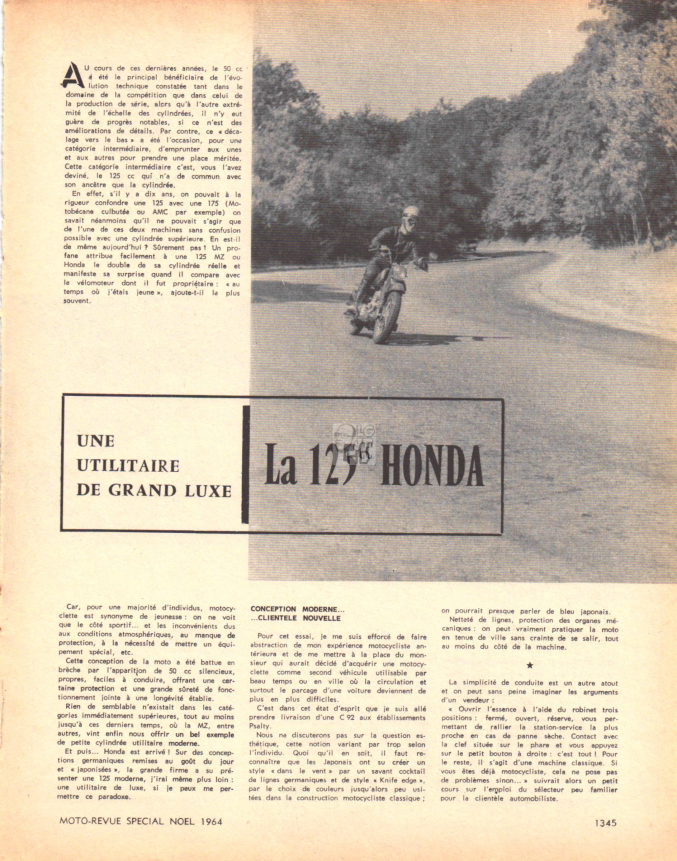 AU cours de ces dernières années, le 50 cc
a été le principal bénéficiaire de l'évo-
lution technique constatée tant dans le
domaine de la compétition que dans celui de
la production de série, alors qu'à l'autre extré-
mité de l'échelle des cylindrées, il n'y eut
guère de progrès notables, si ce n'est des
améliorations de détails. Par contre, ce « déca-
lage vers le bas » a été l'occasion, pour une
catégorie intermédiaire, d'emprunter aux unes
et aux autres pour prendre une place méritée.
Cette catégorie intermédiaire c'est, vous l'avez
deviné, le 125 cc qui n'a de commun avec
son ancêtre que la cylindrée.
En effet, s'il y a dix ans, on pouvait à la
rigueur confondre une 125 avec une 175 (Mo-
tobécane culbutée ou AMC par exemple) on
savait néanmoins qu'il ne pouvait s'agir que
de l'une de ces deux machines sans confusion
possible avec une cylindrée supérieure. En est-il
de même aujourd'hui ? Sûrement pas ! Un pro-
fane attribue facilement à une 125 MZ ou
Honda le double de sa cylindrée réelle et
manifeste sa surprise quand il compare avec
le vélomoteur dont il fut propriétaire : « au
temps où j'étais jeune », ajoute-t-il le plus
souvent.
UNE
UTILITAIRE
DE GRAND LUXE
La 125cc HONDA
Car, pour une majorité d'individus, motocy-
clette est synonyme de jeunesse : on ne voit
que le côté sportif... et les inconvénients dus
aux conditions atmosphériques, au manque de
protection, à la nécessité de mettre un équi-
pement spécial, etc.
Cette conception de la moto a été battue en
brèche par l'apparition de 50 cc silencieux,
propres, faciles à conduire, offrant une cer-
taine protection et une grande sûreté de fonc-
tionnement jointe à une longévité établie.
Rien de semblable n'existait dans les caté-
gories immédiatement supérieures, tout au moins
jusqu'à ces derniers temps, où la MZ, entre
autres, vint enfin nous offrir un bel exemple
de petite cylindrée utilitaire moderne.
Et puis... Honda est arrivé ! Sur des concep-
tions germaniques remises au goût du jour
et « japonisées », la grande firme a su pré-
senter une 125 moderne, j'irai même plus loin :
une utilitaire de luxe, si je peux me per-
mettre ce paradoxe.
CONCEPTION MODERNE...
...CLIENTELE NOUVELLE
Pour cet essai, je me suis efforcé de faire
abstraction de mon expérience motocycliste an-
térieure et de me mettre à la place du mon-
sieur qui aurait décidé d'acquérir une motocy-
clette comme second véhicule utilisable par
beau temps ou en ville où la circulation et
surtout le parcage d'une voiture deviennent de
plus en plus difficiles.
C'est dans cet état d'esprit que je suis allé
prendre livraison d'une C 92 aux établissements
Psalty.
Nous ne discuterons pas sur la question es-
thétique, cette notion variant par trop selon
l'individu. Quoi qu'il en soit, il faut re-
connaître que les Japonais ont su créer un
style « dans le vent » par un savant cocktail
de lignes germaniques et de style « Knife edge »,
par le choix de couleurs jusqu'alors peu usi-
tées dans la construction motocycliste classique ;
on pourrait presque parler de bleu japonais.
Netteté de lignes, protection des organes mé-
caniques : on peut vraiment pratiquer la moto
en tenue de ville sans crainte de se salir, tout
au moins du côté de la machine.
★
La simplicité de conduite est un autre atout
et on peut sans peine imaginer les arguments
d'un vendeur :
« Ouvrir l'essence à l'aide du robinet trois
positions : fermé, ouvert, réserve, vous per-
mettant de rallier la station-service la plus
proche en cas de panne sèche. Contact avec
la clef située sur le phare et vous appuyez
sur le petit bouton à droite : c'est tout ! Pour
le reste, il s'agit d'une machine classique. Si
vous êtes déjà motocycliste, cela ne pose pas
de problèmes sinon... » suivrait alors un petit
cours sur l'emploi du sélecteur peu familier
pour la clientèle automobiliste.
MOTO-REVUE SPECIAL NOEL 1964
1345